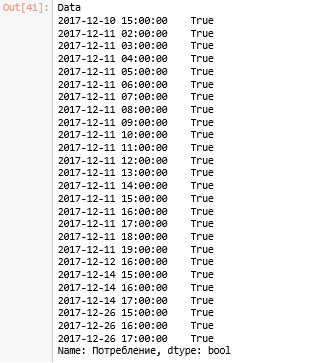 Out[41]: Data
2017-12-10 15:00:00    True
2017-12-11 02:00:00    True
2017-12-11 03:00:00    True
2017-12-11 04:00:00    True
2017-12-11 05:00:00    True
2017-12-11 06:00:00    True
2017-12-11 07:00:00    True
2017-12-11 08:00:00    True
2017-12-11 09:00:00    True
2017-12-11 10:00:00    True
2017-12-11 11:00:00    True
2017-12-11 12:00:00    True
2017-12-11 13:00:00    True
2017-12-11 14:00:00    True
2017-12-11 15:00:00    True
2017-12-11 16:00:00    True
2017-12-11 17:00:00    True
2017-12-11 18:00:00    True
2017-12-11 19:00:00    True
2017-12-12 16:00:00    True
2017-12-14 15:00:00    True
2017-12-14 16:00:00    True
2017-12-14 17:00:00    True
2017-12-26 15:00:00    True
2017-12-26 16:00:00    True
2017-12-26 17:00:00    True
Name: Потребление, dtype: bool